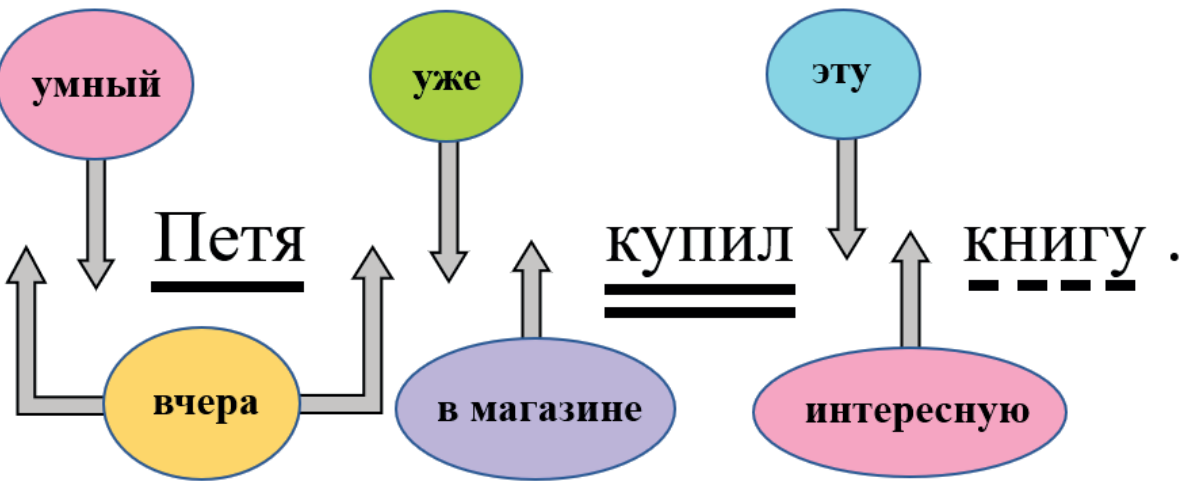 умный уже эту
Петя купил книгу .
вчера в магазине интересную